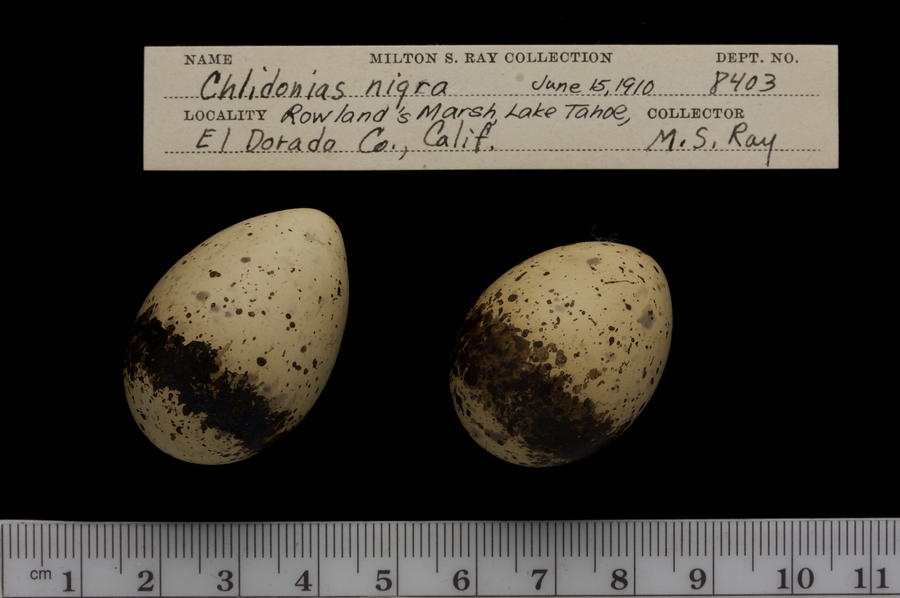 NAME MILTON S. RAY COLLECTION DEPT. NO.
Chlidonias nigra June 15, 1910 8403
LOCALITY Rowland's Marsh, Lake Tahoe, COLLECTOR
El Dorado Co., Calif. M. S. Ray
cm 1 2 3 4 5 6 7 8 9 10 11